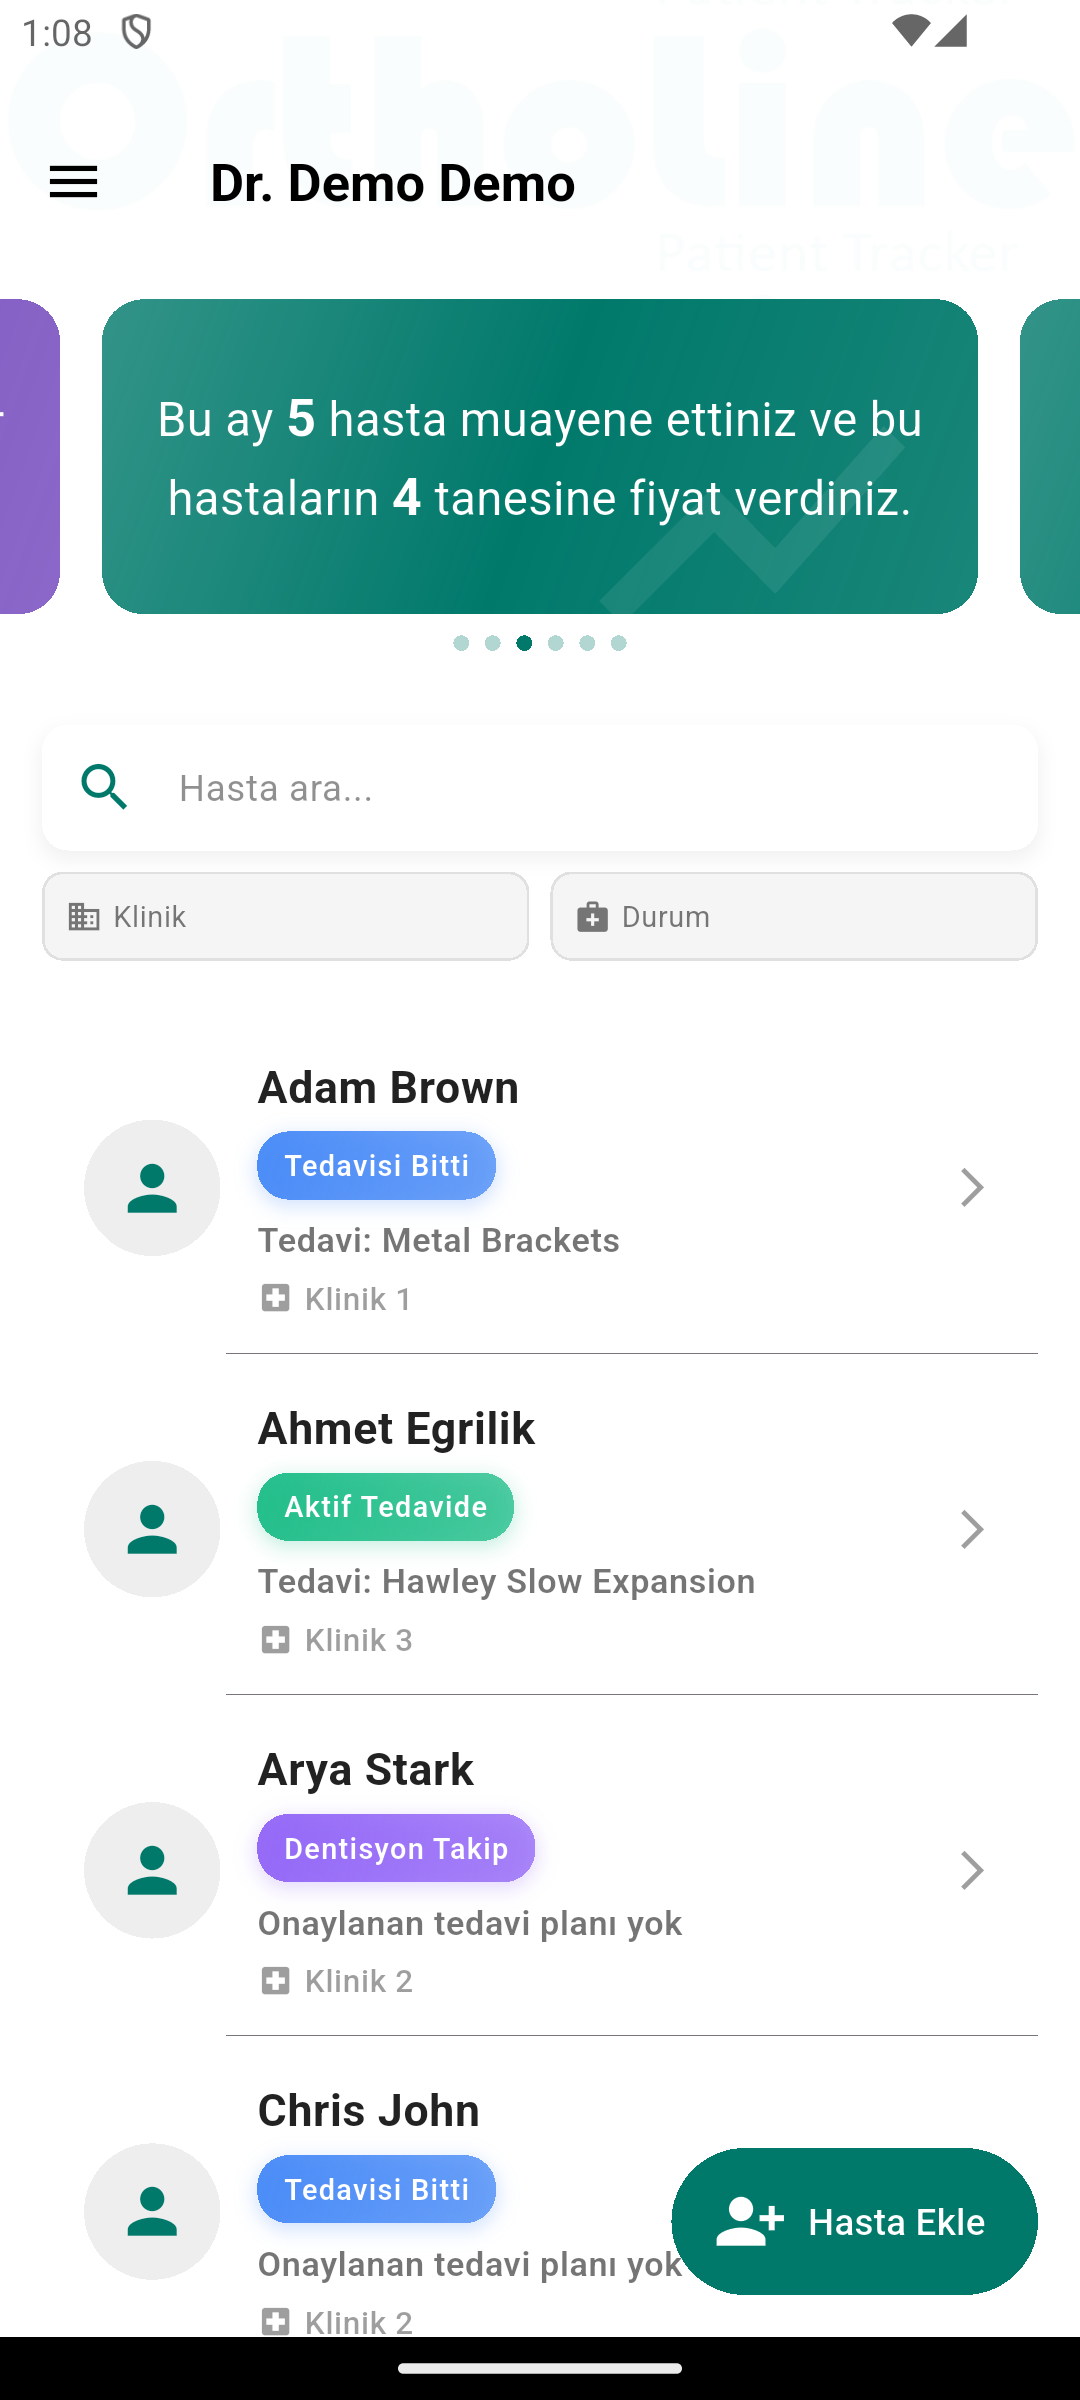 1:08
Ortholine
Dr. Demo Demo
Patient Tracker
Bu ay 5 hasta muayene ettiniz ve bu
hastaların 4 tanesine fiyat verdiniz.
Hasta ara...
Klinik
Durum
Adam Brown
Tedavisi Bitti
Tedavi: Metal Brackets
Klinik 1
Ahmet Egrilik
Aktif Tedavide
Tedavi: Hawley Slow Expansion
Klinik 3
Arya Stark
Dentisyon Takip
Onaylanan tedavi planı yok
Klinik 2
Chris John
Tedavisi Bitti
Onaylanan tedavi planı yok
Klinik 2
Hasta Ekle